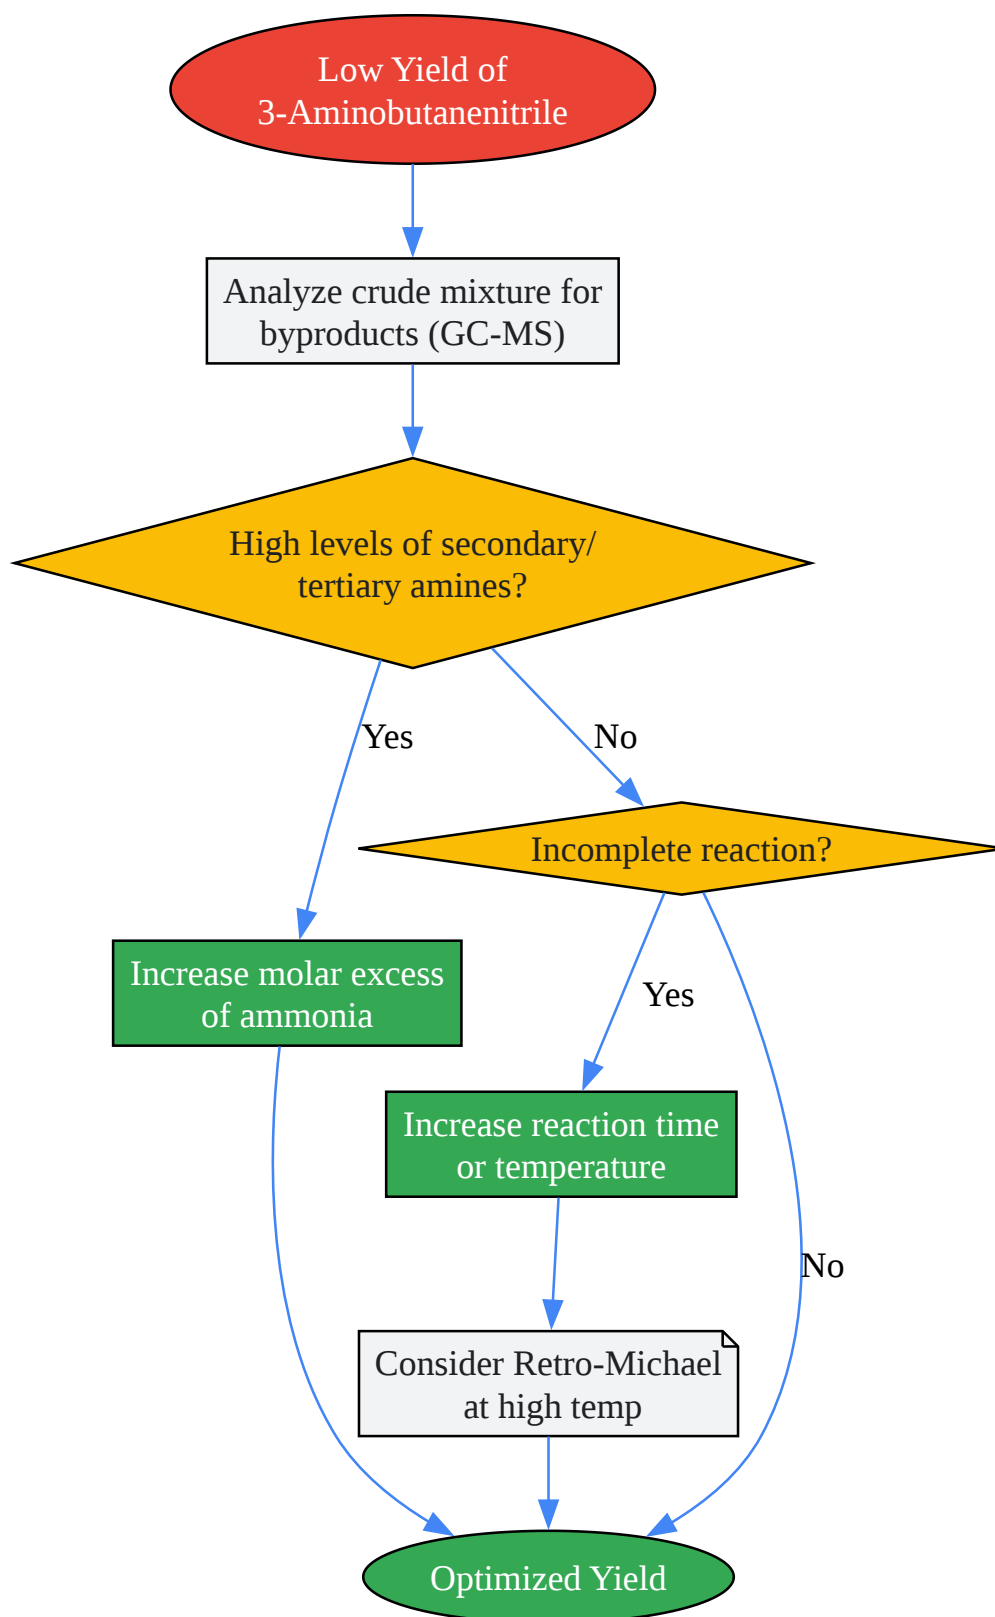 Low Yield of
3-Aminobutanenitrile
Analyze crude mixture for
byproducts (GC-MS)
High levels of secondary/
tertiary amines?
Yes
No
Incomplete reaction?
Increase molar excess
of ammonia
Yes
Increase reaction time
or temperature
No
Consider Retro-Michael
at high temp
Optimized Yield